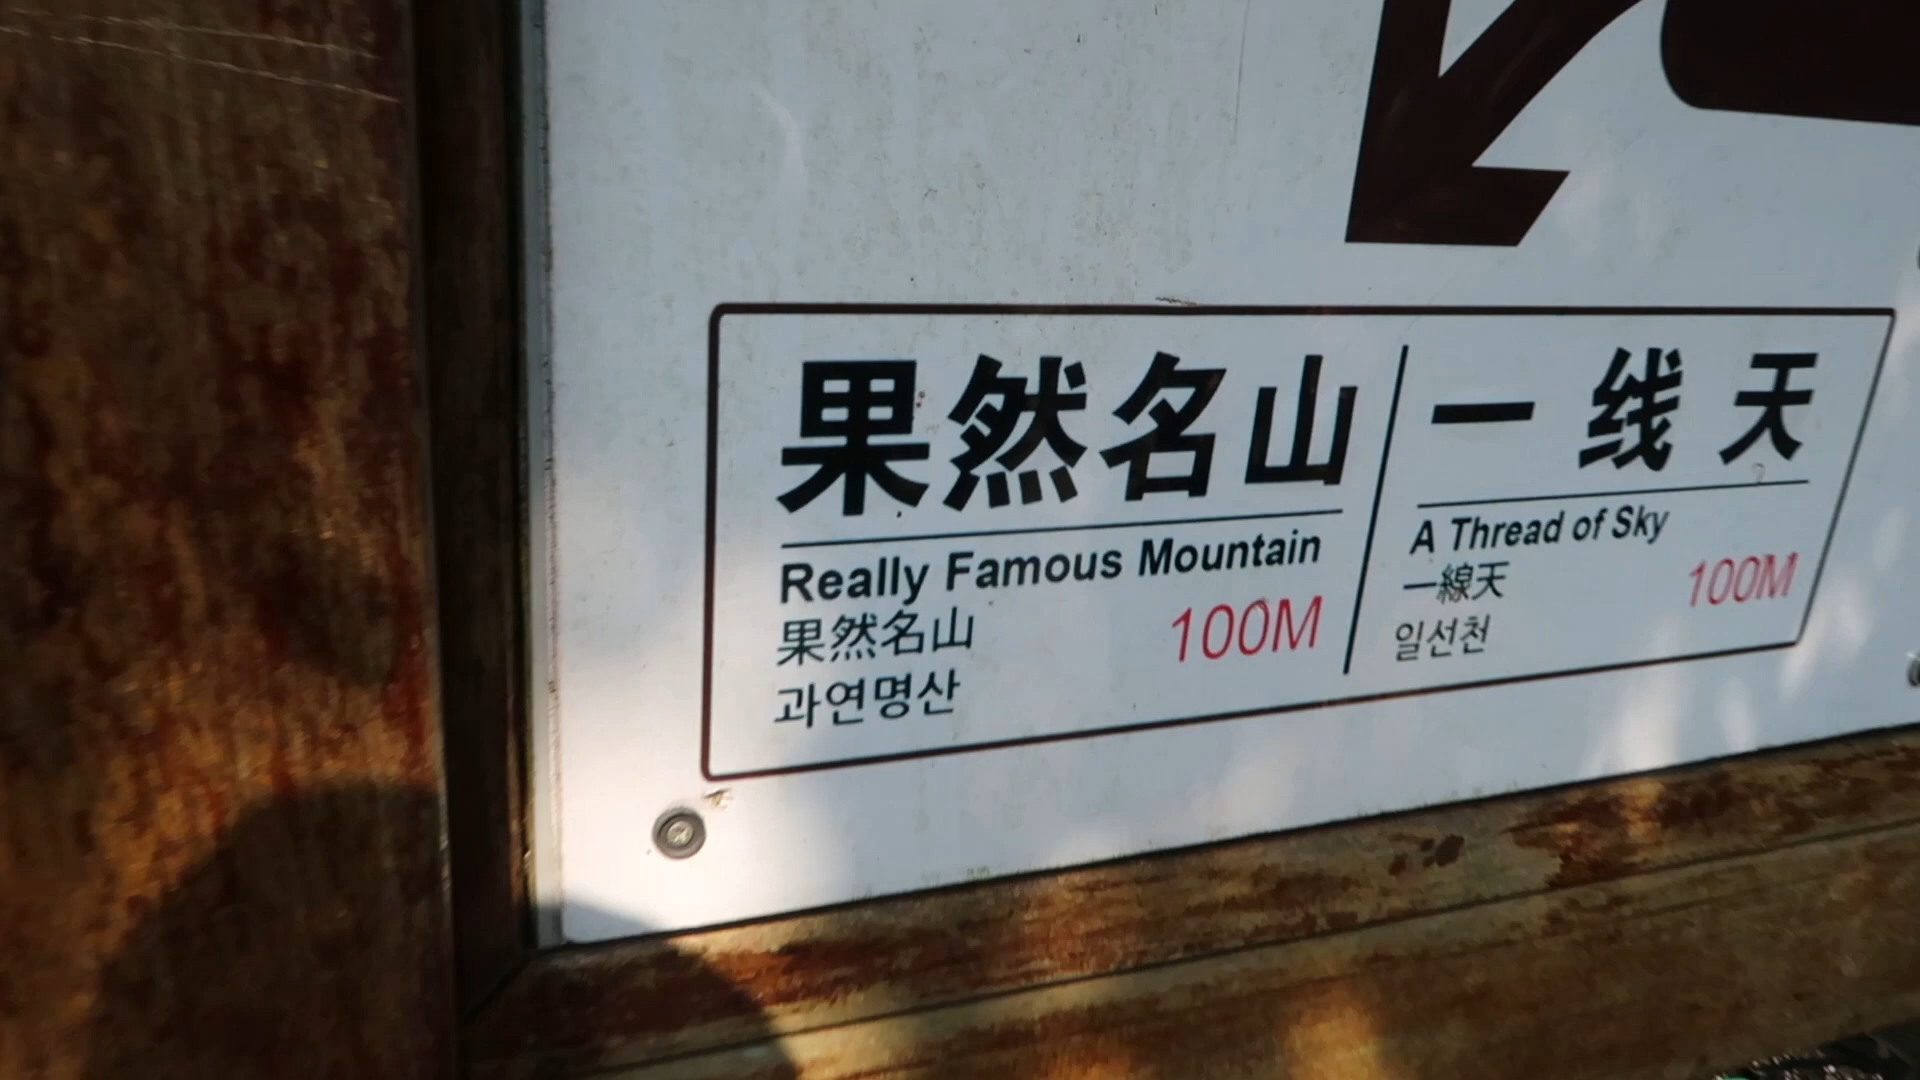 果然名山
Really Famous Mountain
果然名山
과연명산
100M
一线天
A Thread of Sky
一線天
일선천
100M